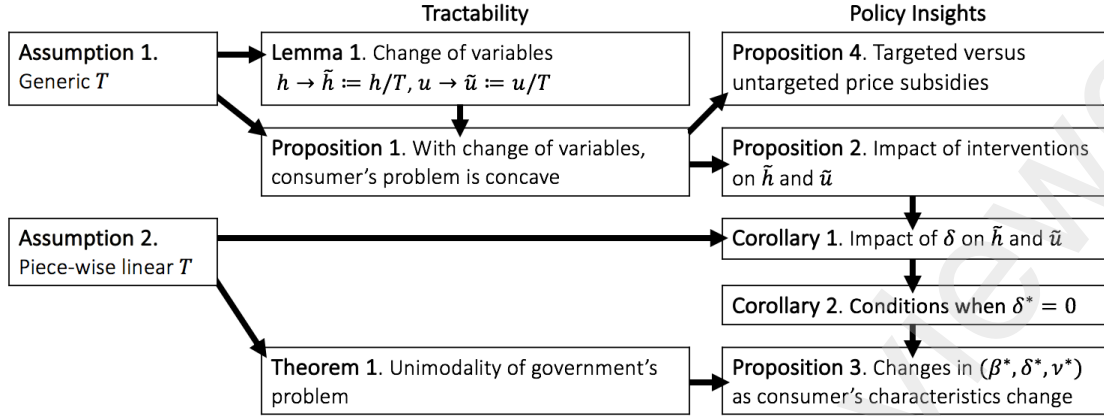 Tractability
Policy Insights
Assumption 1.
Generic T
Lemma 1. Change of variables
h → h̃ ≔ h/T, u → ũ ≔ u/T
Proposition 4. Targeted versus
untargeted price subsidies
Proposition 1. With change of variables,
consumer's problem is concave
Proposition 2. Impact of interventions
on h̃ and ũ
Assumption 2.
Piece-wise linear T
Corollary 1. Impact of δ on h̃ and ũ
Corollary 2. Conditions when δ* = 0
Theorem 1. Unimodality of government's
problem
Proposition 3. Changes in (β*, δ*, ν*)
as consumer's characteristics change